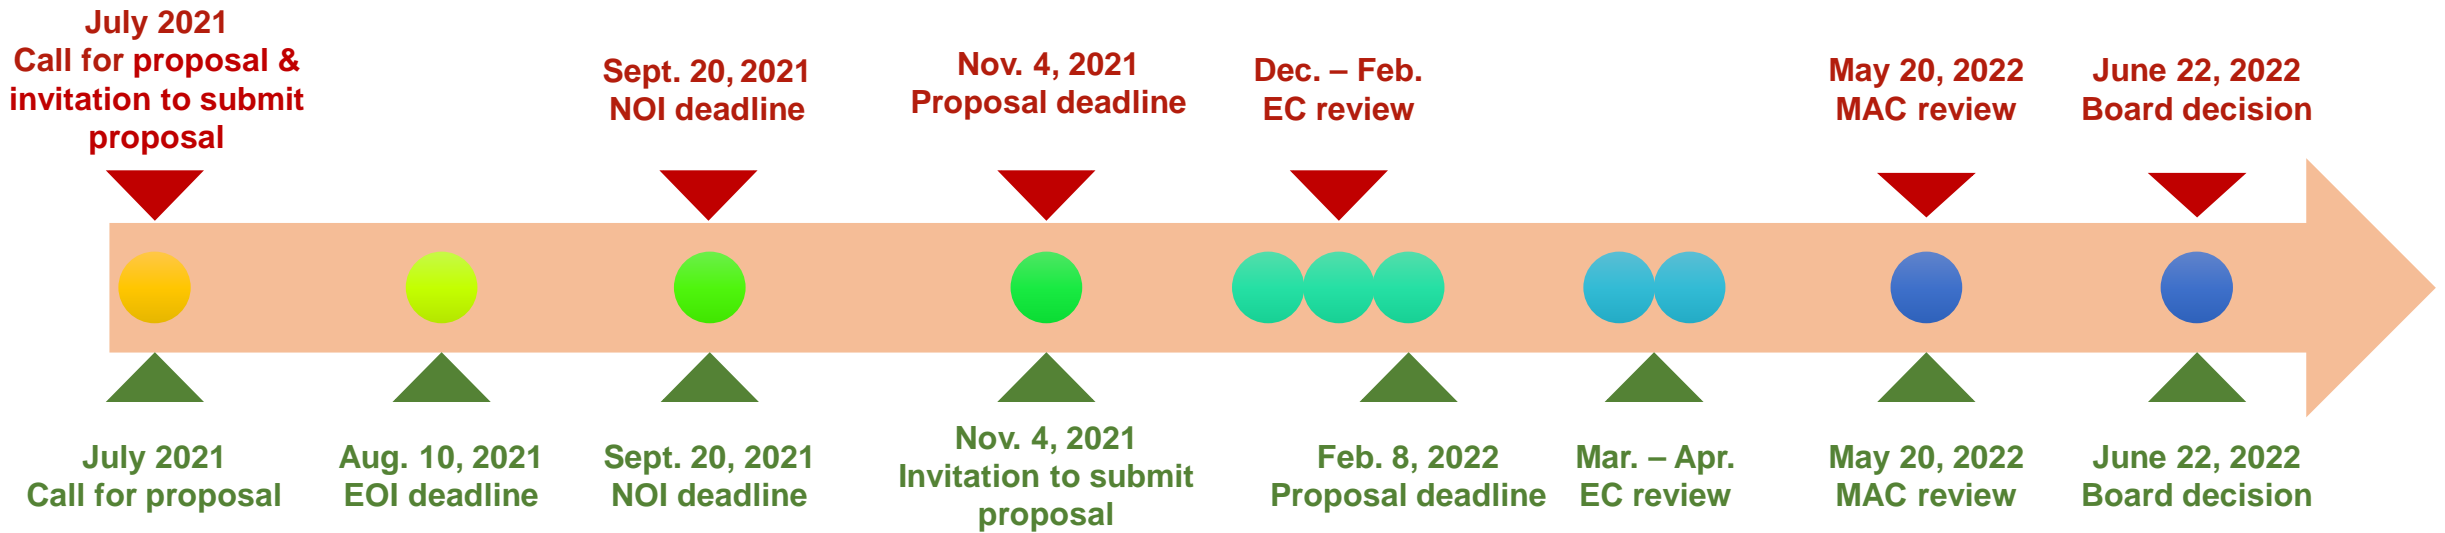 July 2021
Call for proposal &
invitation to submit
proposal
Sept. 20, 2021
NOI deadline
Nov. 4, 2021
Proposal deadline
Dec. – Feb.
EC review
May 20, 2022
MAC review
June 22, 2022
Board decision
July 2021
Call for proposal
Aug. 10, 2021
EOI deadline
Sept. 20, 2021
NOI deadline
Nov. 4, 2021
Invitation to submit
proposal
Feb. 8, 2022
Proposal deadline
Mar. – Apr.
EC review
May 20, 2022
MAC review
June 22, 2022
Board decision